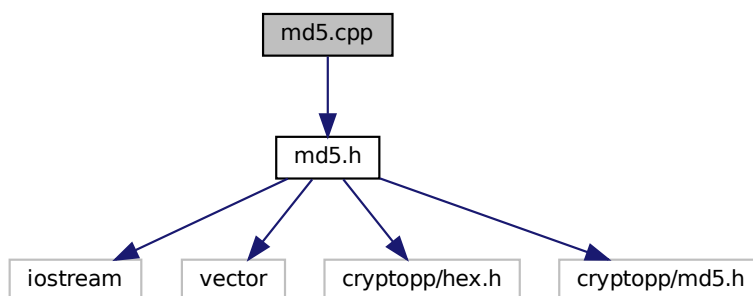 md5.cpp
md5.h
iostream
vector
cryptopp/hex.h
cryptopp/md5.h